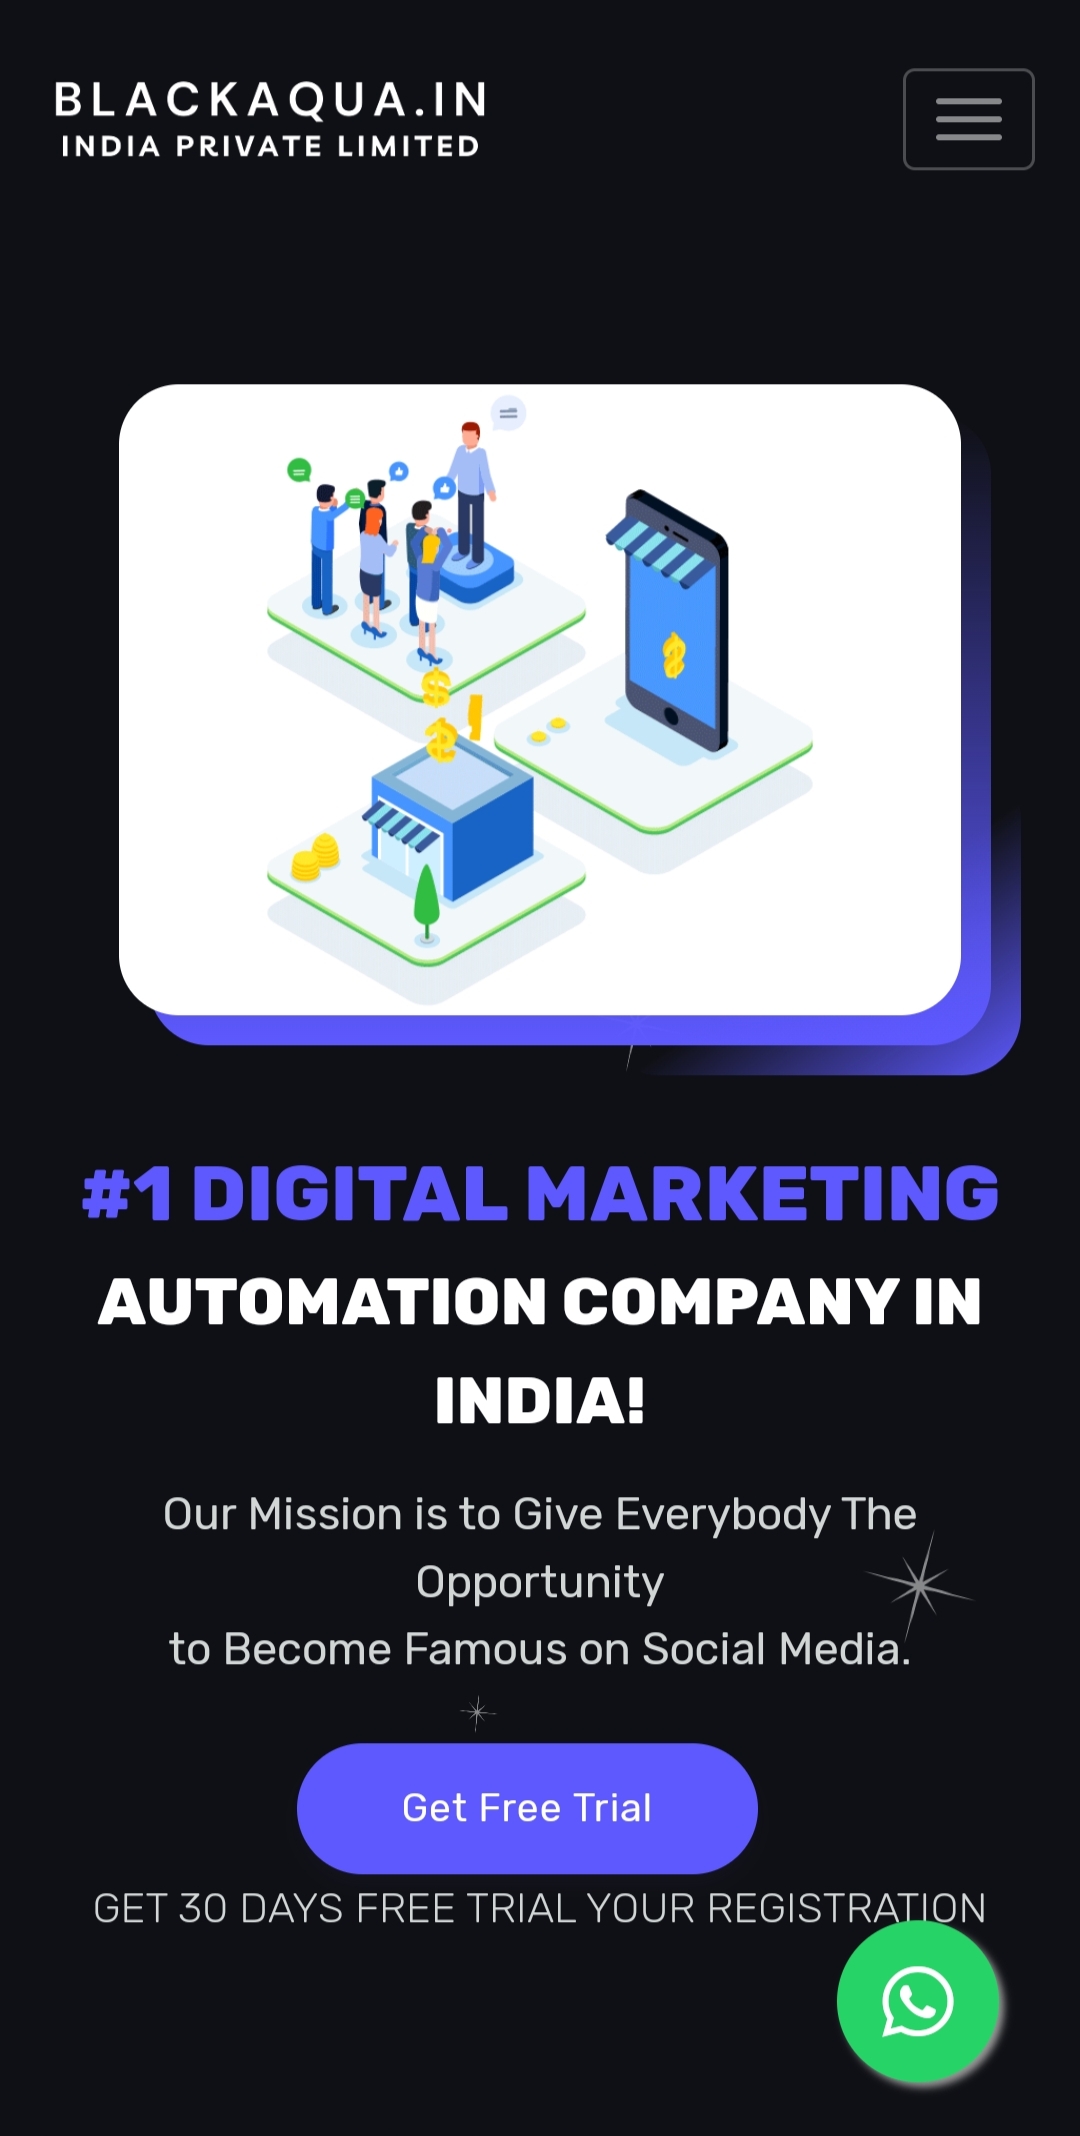 BLACKAQUA.IN
INDIA PRIVATE LIMITED
#1 DIGITAL MARKETING
AUTOMATION COMPANY IN
INDIA!
Our Mission is to Give Everybody The
Opportunity
to Become Famous on Social Media.
Get Free Trial
GET 30 DAYS FREE TRIAL YOUR REGISTRATION